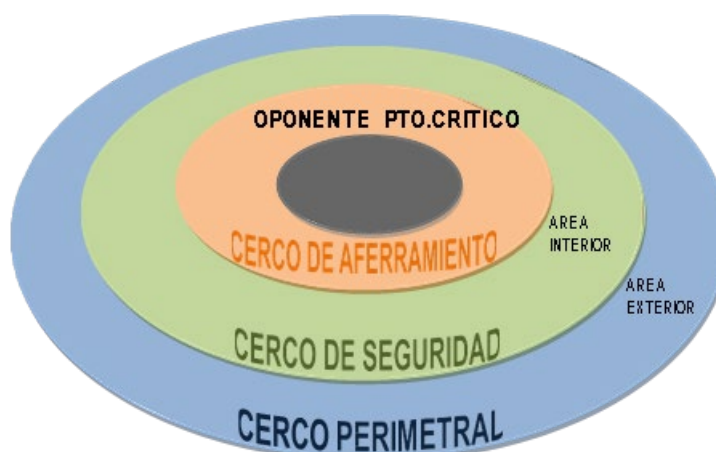 OPONENTE PTO.CRITICO
CERCO DE AFERRAMIENTO
AREA
INTERIOR
AREA
EXTERIOR
CERCO DE SEGURIDAD
CERCO PERIMETRAL